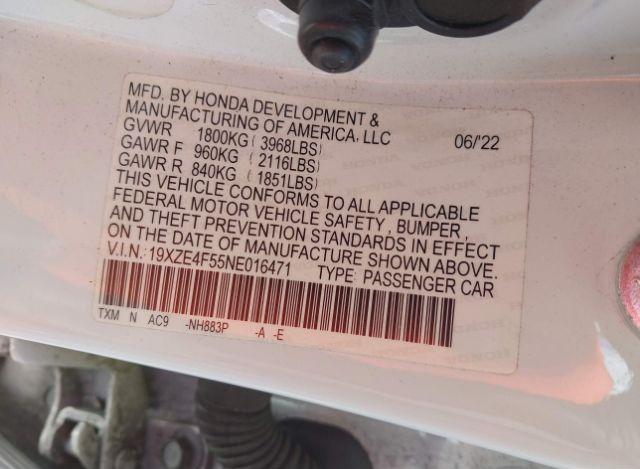 MFD. BY HONDA DEVELOPMENT &
MANUFACTURING OF AMERICA, LLC 06/22
GVWR 1800KG ( 3968LBS)
GAWR F 960KG ( 2116LBS)
GAWR R 840KG ( 1851LBS)
THIS VEHICLE CONFORMS TO ALL APPLICABLE
FEDERAL MOTOR VEHICLE SAFETY, BUMPER,
AND THEFT PREVENTION STANDARDS IN EFFECT
ON THE DATE OF MANUFACTURE SHOWN ABOVE.
V.I.N.: 19XZE4F55NE016471 TYPE: PASSENGER CAR
TXM N AC9 -NH883P -A -E